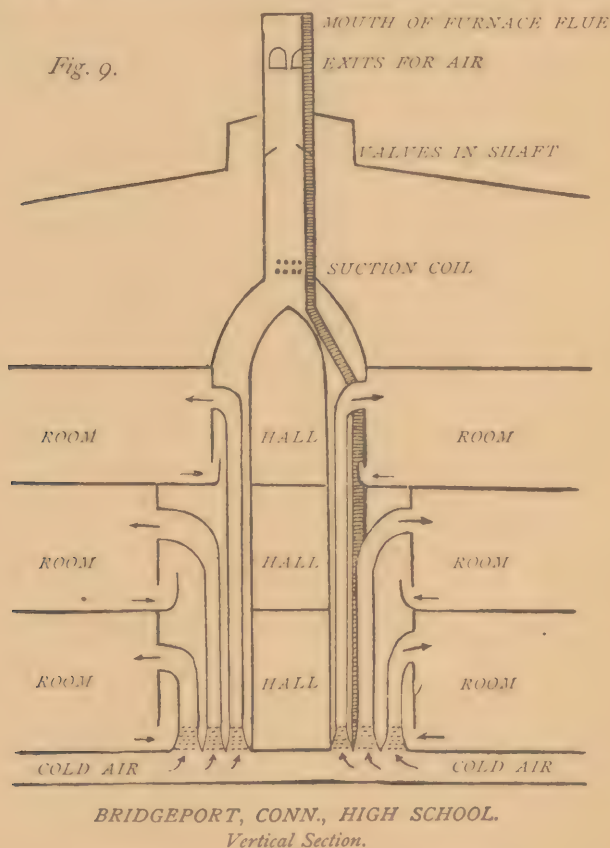 MOUTH OF FURNACE FLUE
Fig. 9.
EXITS FOR AIR
VALVES IN SHAFT
SUCTION COIL
ROOM HALL ROOM
ROOM HALL ROOM
ROOM HALL ROOM
COLD AIR COLD AIR
BRIDGEPORT, CONN., HIGH SCHOOL.
Vertical Section.